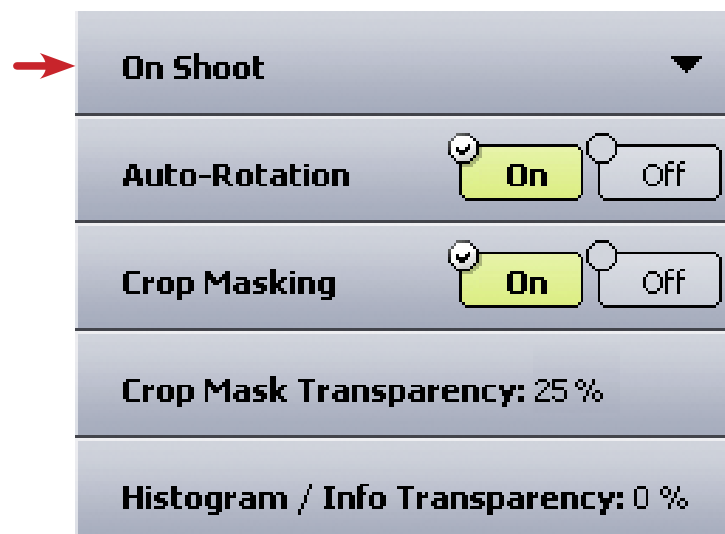 On Shoot
Auto-Rotation On Off
Crop Masking On Off
Crop Mask Transparency: 25 %
Histogram / Info Transparency: 0 %